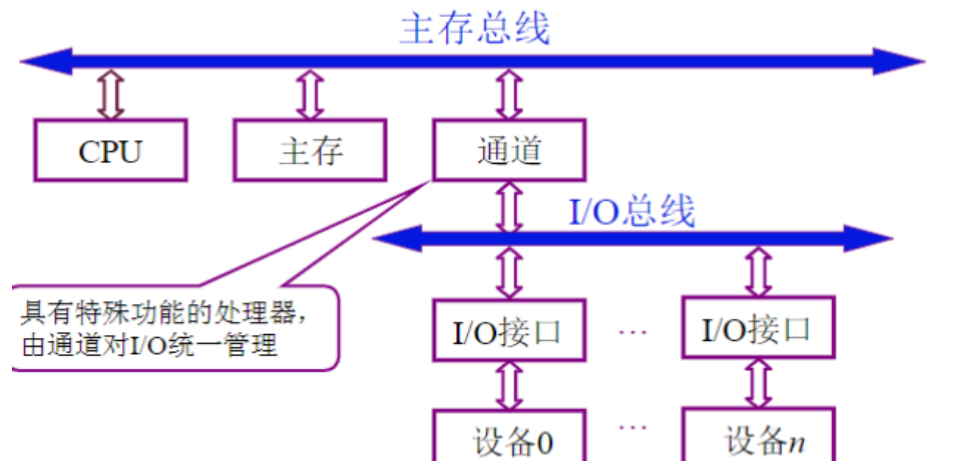 主存总线
CPU
主存
通道
I/O总线
具有特殊功能的处理器，
由通道对I/O统一管理
I/O接口
…
I/O接口
设备0
…
设备n